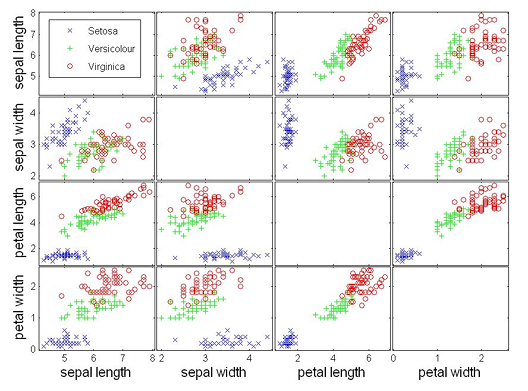 Setosa
Versicolour
Virginica
sepal length
8
7
6
5
sepal width
4
3
2
petal length
6
4
2
petal width
2
1
0
5 6 7 8 2 3 4 2 4 6 0 1 2
sepal length sepal width petal length petal width